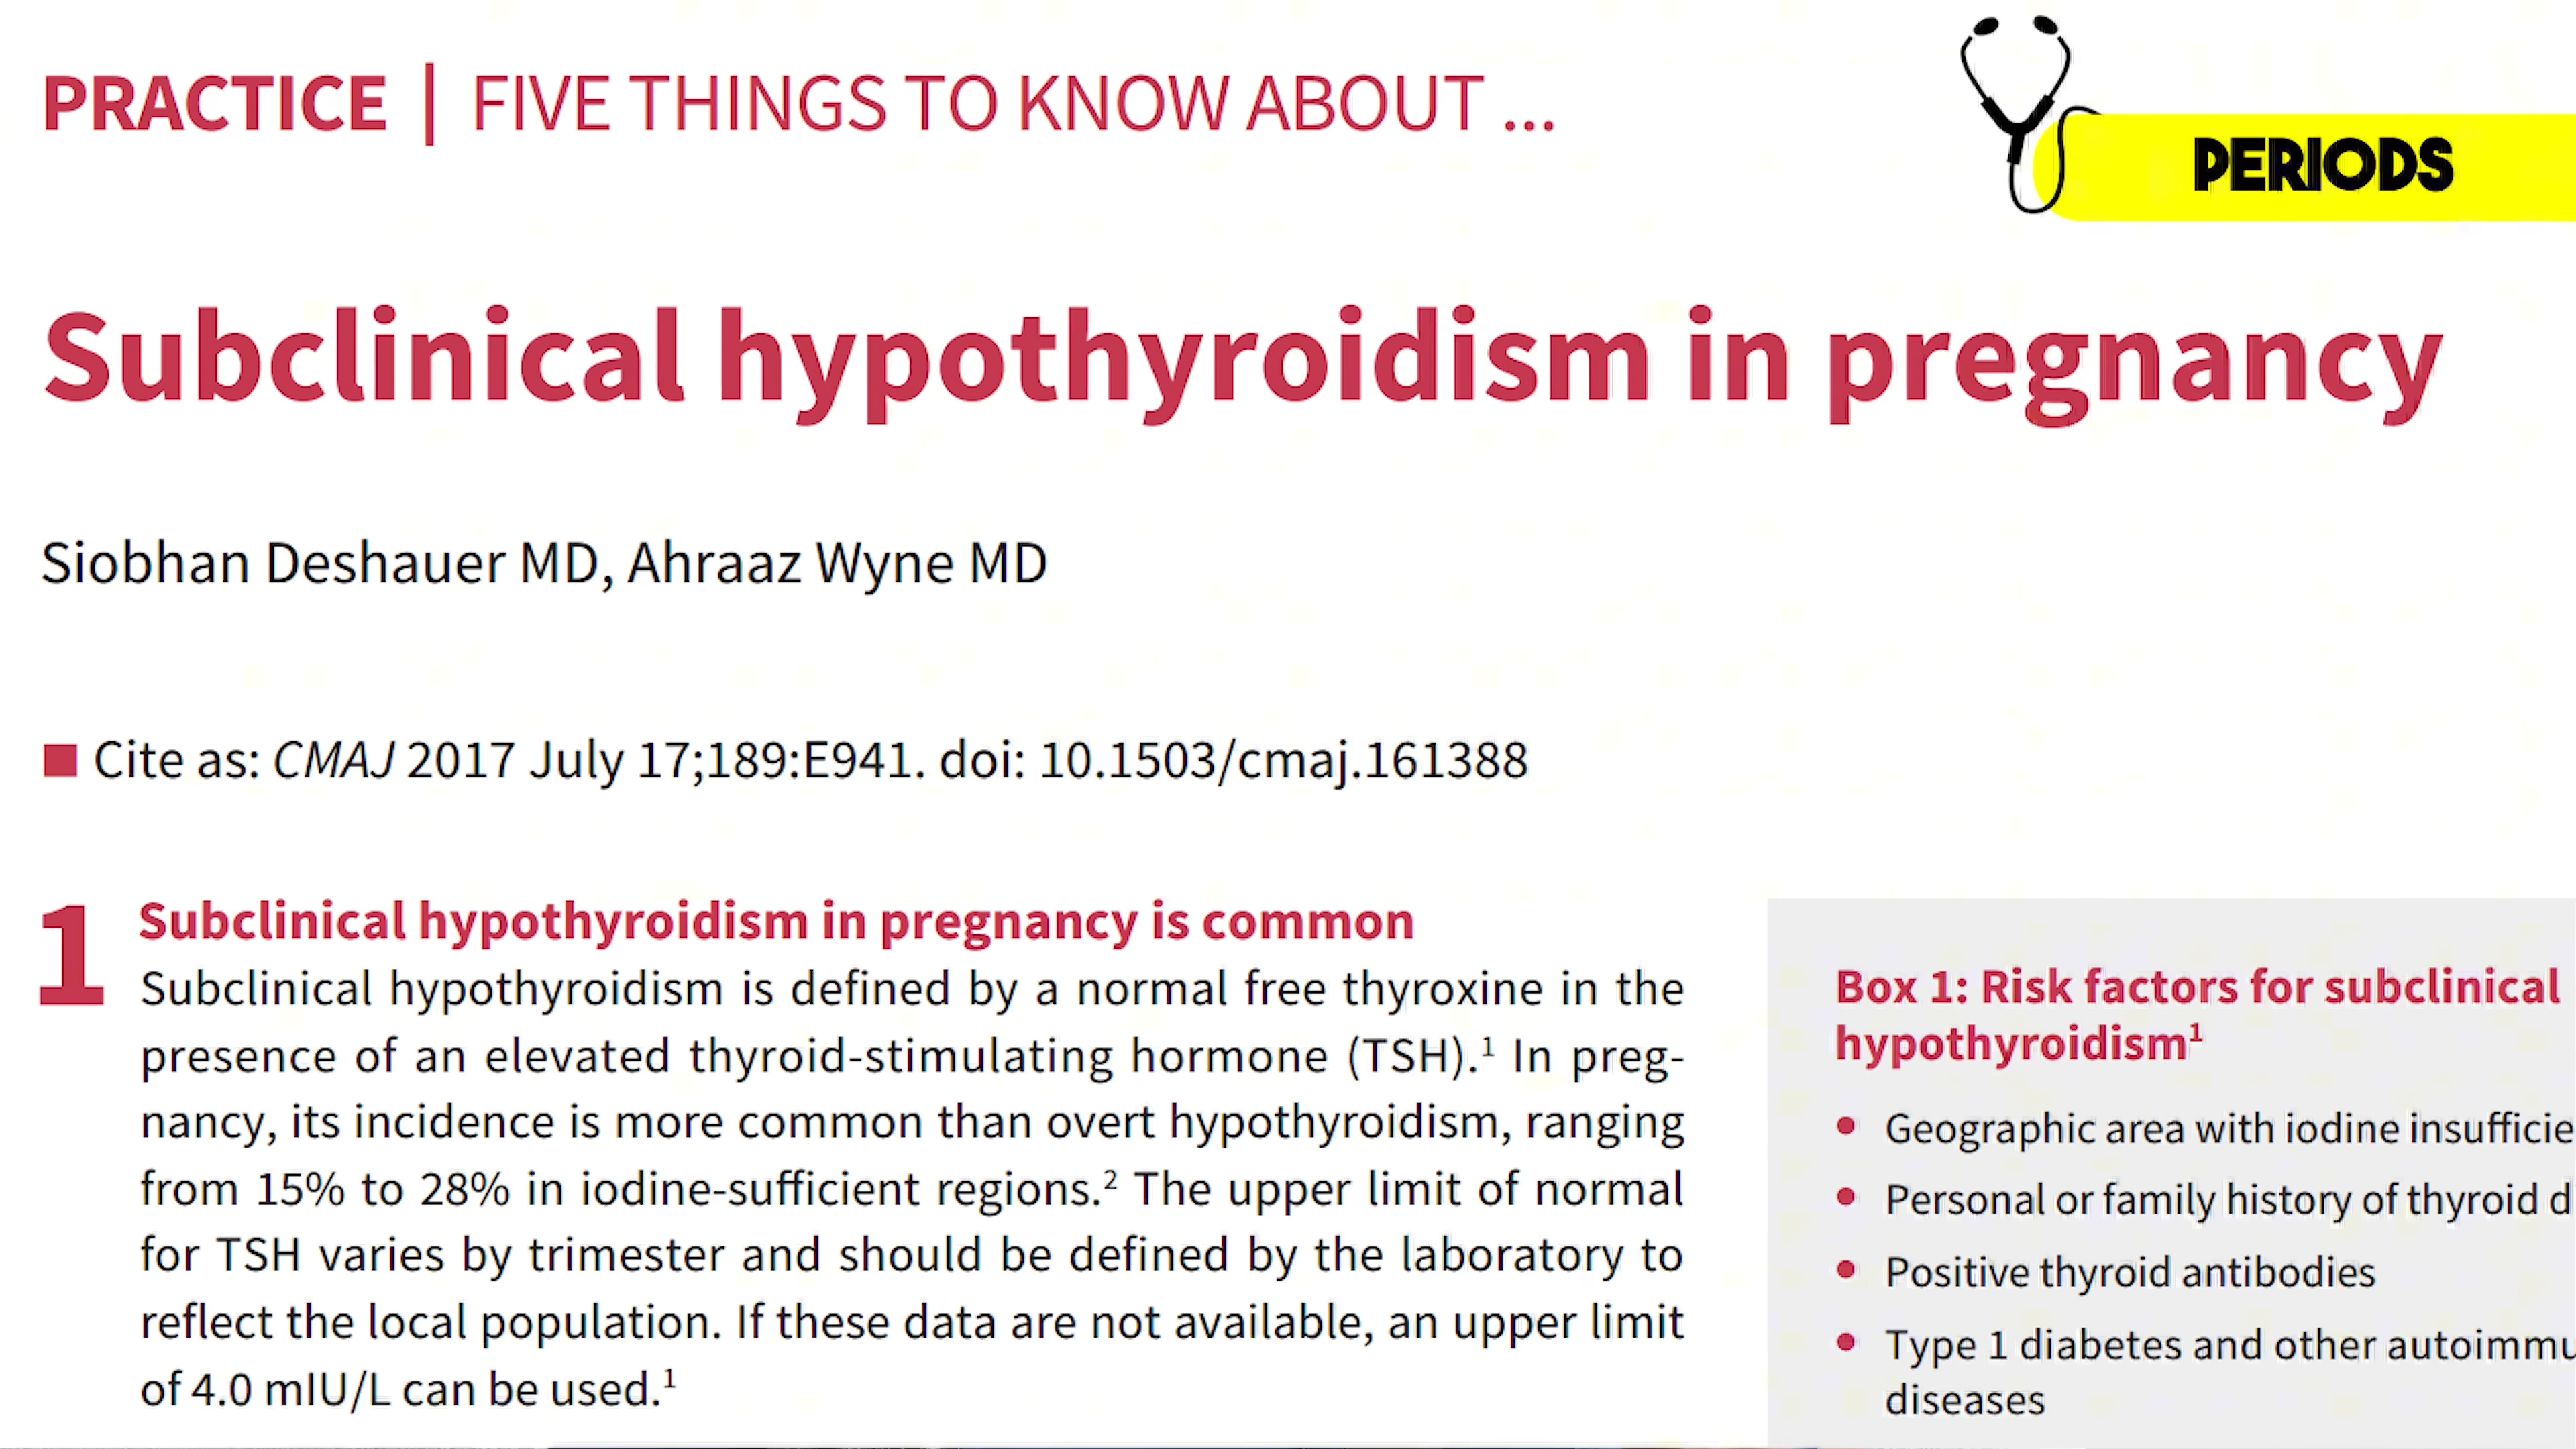 PRACTICE | FIVE THINGS TO KNOW ABOUT ...
PERIODS
Subclinical hypothyroidism in pregnancy
Siobhan Deshauer MD, Ahraaz Wyne MD
■ Cite as: CMAJ 2017 July 17;189:E941. doi: 10.1503/cmaj.161388
1 Subclinical hypothyroidism in pregnancy is common
Subclinical hypothyroidism is defined by a normal free thyroxine in the
presence of an elevated thyroid-stimulating hormone (TSH).¹ In preg-
nancy, its incidence is more common than overt hypothyroidism, ranging
from 15% to 28% in iodine-sufficient regions.² The upper limit of normal
for TSH varies by trimester and should be defined by the laboratory to
reflect the local population. If these data are not available, an upper limit
of 4.0 mIU/L can be used.¹
Box 1: Risk factors for subclinical
hypothyroidism¹
• Geographic area with iodine insufficie
• Personal or family history of thyroid d
• Positive thyroid antibodies
• Type 1 diabetes and other autoimmu
diseases